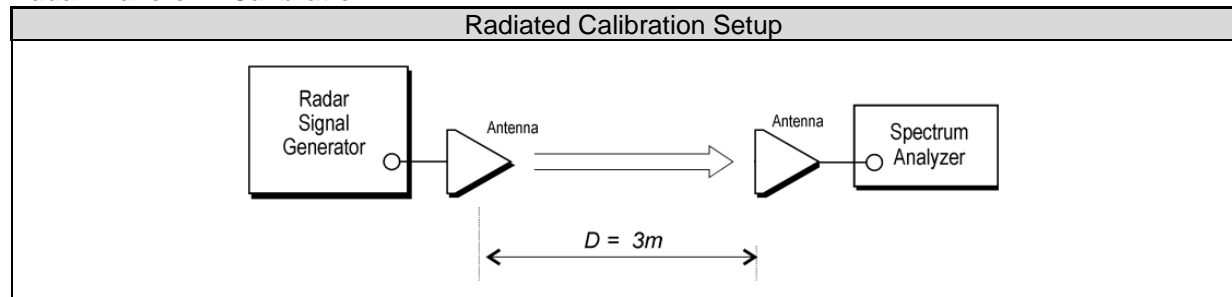 Radiated Calibration Setup
Radar
Signal
Generator
Antenna
Antenna
Spectrum
Analyzer
D = 3m